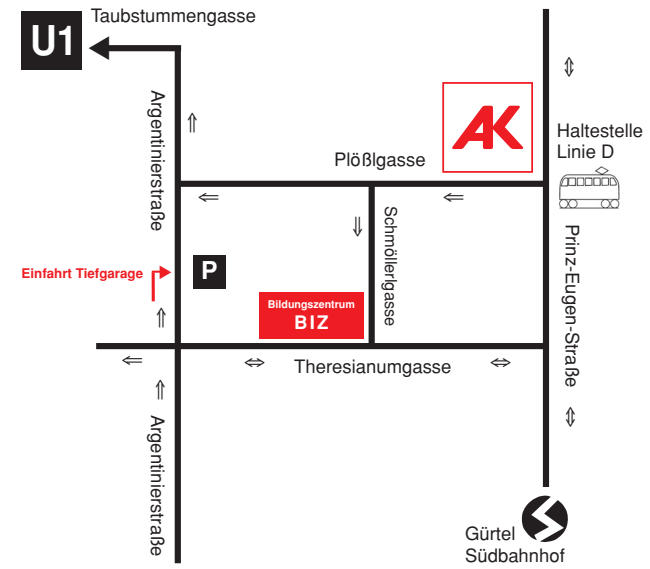 Taubstummengasse
U1
Argentinierstraße
AK
Haltestelle
Linie D
Plößlgasse
Schmöllerlgasse
Prinz-Eugen-Straße
Einfahrt Tiefgarage
P
Bildungszentrum
BIZ
Theresianumgasse
Argentinierstraße
Gürtel
Südbahnhof